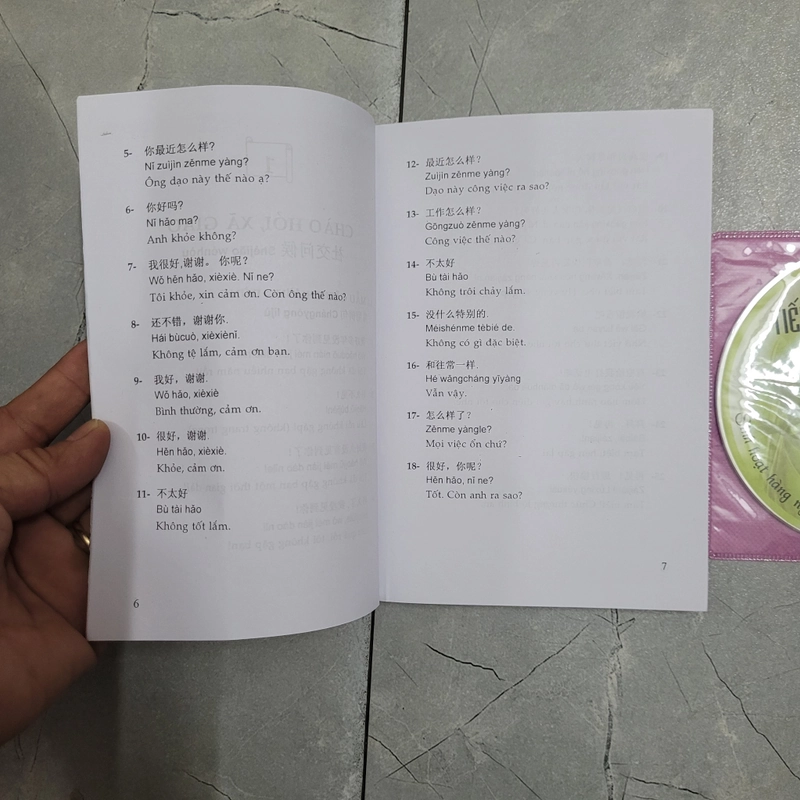 5- 你最近怎么样?
Nǐ zuìjìn zěnme yàng?
Ông dạo này thế nào ạ?
6- 你好吗?
Nǐ hǎo ma?
Anh khỏe không?
7- 我很好,谢谢。你呢?
Wǒ hěn hǎo, xièxiè. Nǐ ne?
Tôi khỏe, xin cảm ơn. Còn ông thế nào?
8- 还不错，谢谢你.
Hái bùcuò, xièxiènǐ.
Không tệ lắm, cảm ơn bạn.
9- 我好，谢谢.
Wǒ hǎo, xièxiè
Bình thường, cảm ơn.
10- 很好，谢谢.
Hěn hǎo, xièxiè.
Khỏe, cảm ơn.
11- 不太好
Bù tài hǎo
Không tốt lắm.
6
12- 最近怎么样？
Zuìjìn zěnme yàng?
Dạo này công việc ra sao?
13- 工作怎么样？
Gōngzuò zěnme yàng?
Công việc thế nào?
14- 不太好
Bù tài hǎo
Không trôi chảy lắm.
15- 没什么特别的.
Méishénme tèbié de.
Không có gì đặc biệt.
16- 和往常一样.
Hé wǎngcháng yīyàng
Vẫn vậy.
17- 怎么样了？
Zěnme yàngle?
Mọi việc ổn chứ?
18- 很好，你呢？
Hěn hǎo, nǐ ne?
Tốt. Còn anh ra sao?
7